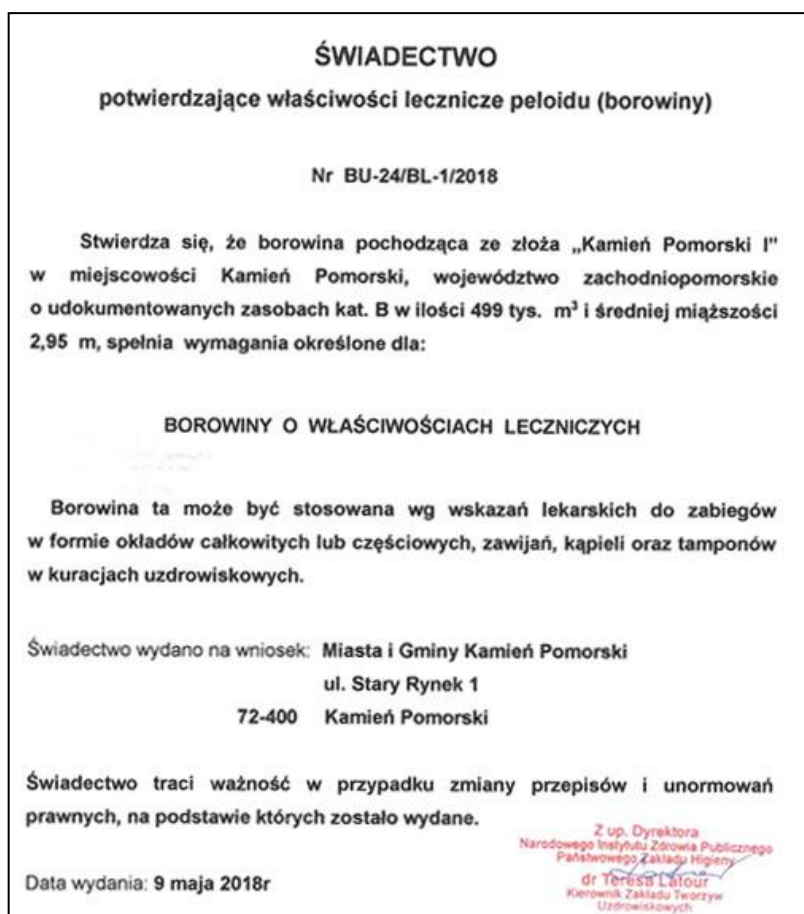 ŚWIADECTWO
potwierdzające właściwości lecznicze peloidu (borowiny)
Nr BU-24/BL-1/2018
Stwierdza się, że borowina pochodząca ze złoża „Kamień Pomorski I”
w miejscowości Kamień Pomorski, województwo zachodniopomorskie
o udokumentowanych zasobach kat. B w ilości 499 tys. m³ i średniej miąższości
2,95 m, spełnia wymagania określone dla:
BOROWINY O WŁAŚCIWOŚCIACH LECZNICZYCH
Borowina ta może być stosowana wg wskazań lekarskich do zabiegów
w formie okładów całkowitych lub częściowych, zawijań, kąpieli oraz tamponów
w kuracjach uzdrowiskowych.
Świadectwo wydano na wniosek: Miasta i Gminy Kamień Pomorski
ul. Stary Rynek 1
72-400 Kamień Pomorski
Świadectwo traci ważność w przypadku zmiany przepisów i unormowań
prawnych, na podstawie których zostało wydane.
Z up. Dyrektora
Narodowego Instytutu Zdrowia Publicznego
Państwowego Zakładu Higieny
dr Teresa Latour
Kierownik Zakładu Tworzyw
Uzdrowiskowych
Data wydania: 9 maja 2018r